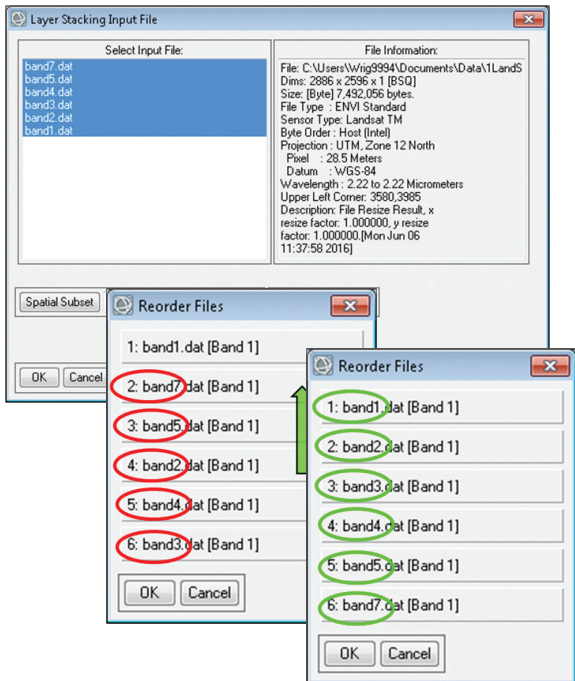 Layer Stacking Input File
Select Input File:
band7.dat
band5.dat
band4.dat
band3.dat
band2.dat
band1.dat
File Information:
File: C:\Users\Wrig9994\Documents\Data\1LandS
Dims: 2886 x 2596 x 1 [BSQ]
Size: [Byte] 7,492,056 bytes.
File Type : ENVI Standard
Sensor Type: Landsat TM
Byte Order : Host (Intel)
Projection : UTM, Zone 12 North
Pixel : 28.5 Meters
Datum : WGS-84
Wavelength : 2.22 to 2.22 Micrometers
Upper Left Corner: 3580,3985
Description: File Resize Result, x
resize factor: 1.000000, y resize
factor: 1.000000.[Mon Jun 06
11:37:58 2016]
Spatial Subset
OK Cancel
Reorder Files
1: band1.dat [Band 1]
2: band7.dat [Band 1]
3: band5.dat [Band 1]
4: band2.dat [Band 1]
5: band4.dat [Band 1]
6: band3.dat [Band 1]
OK Cancel
Reorder Files
1: band1.dat [Band 1]
2: band2.dat [Band 1]
3: band3.dat [Band 1]
4: band4.dat [Band 1]
5: band5.dat [Band 1]
6: band7.dat [Band 1]
OK Cancel